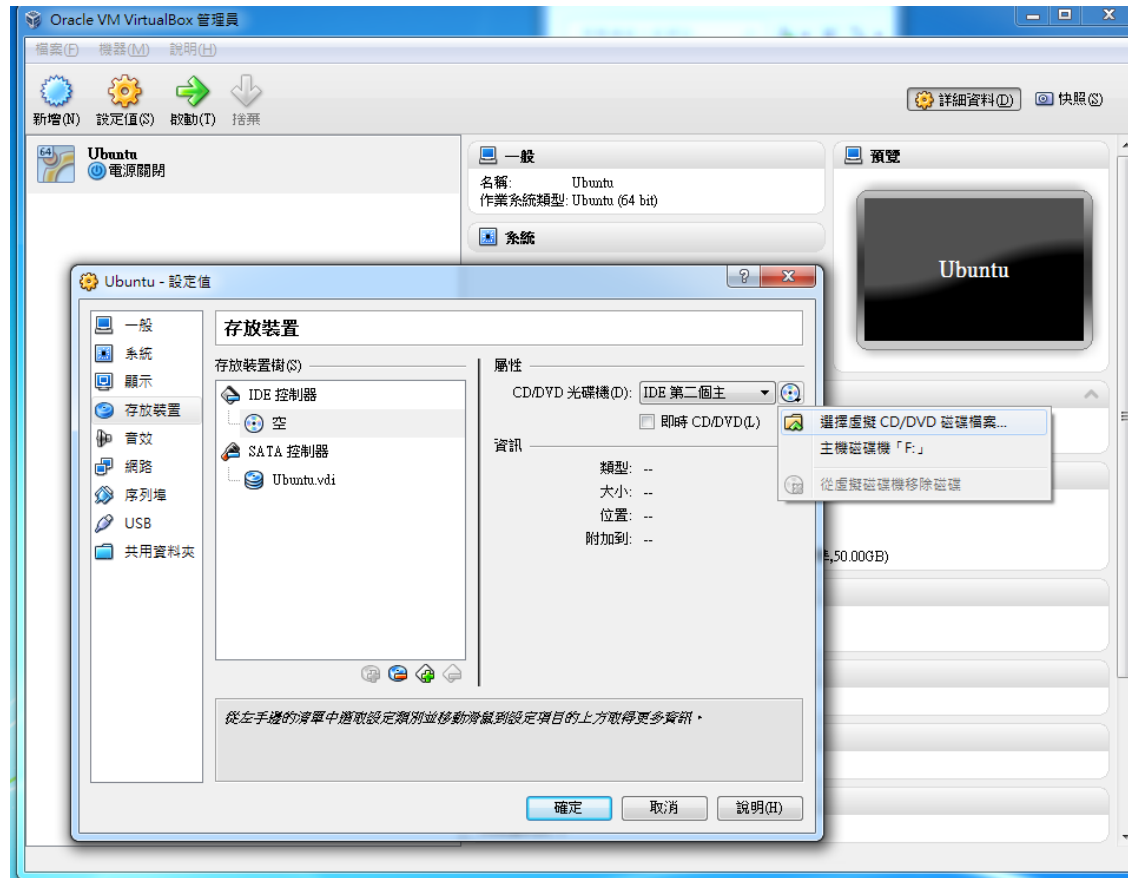 Oracle VM VirtualBox 管理員
檔案(F) 機器(M) 說明(H)
新增(N) 設定值(S) 啟動(T) 捨棄
詳細資料(D) 快照(S)
64
Ubuntu
電源關閉
一般
名稱: Ubuntu
作業系統類型: Ubuntu (64 bit)
系統
預覽
Ubuntu
Ubuntu - 設定值
一般
系統
顯示
存放裝置
音效
網路
序列埠
USB
共用資料夾
存放裝置
存放裝置樹(S)
IDE 控制器
空
SATA 控制器
Ubuntu.vdi
屬性
CD/DVD 光碟機(D): IDE 第二個主
即時 CD/DVD(L)
資訊
類型: --
大小: --
位置: --
附加到: --
選擇虛擬 CD/DVD 磁碟檔案...
主機磁碟機「F:」
從虛擬磁碟機移除磁碟
,50.00GB)
從左手邊的清單中選取設定類別並移動滑鼠到設定項目的上方取得更多資訊。
確定 取消 說明(H)